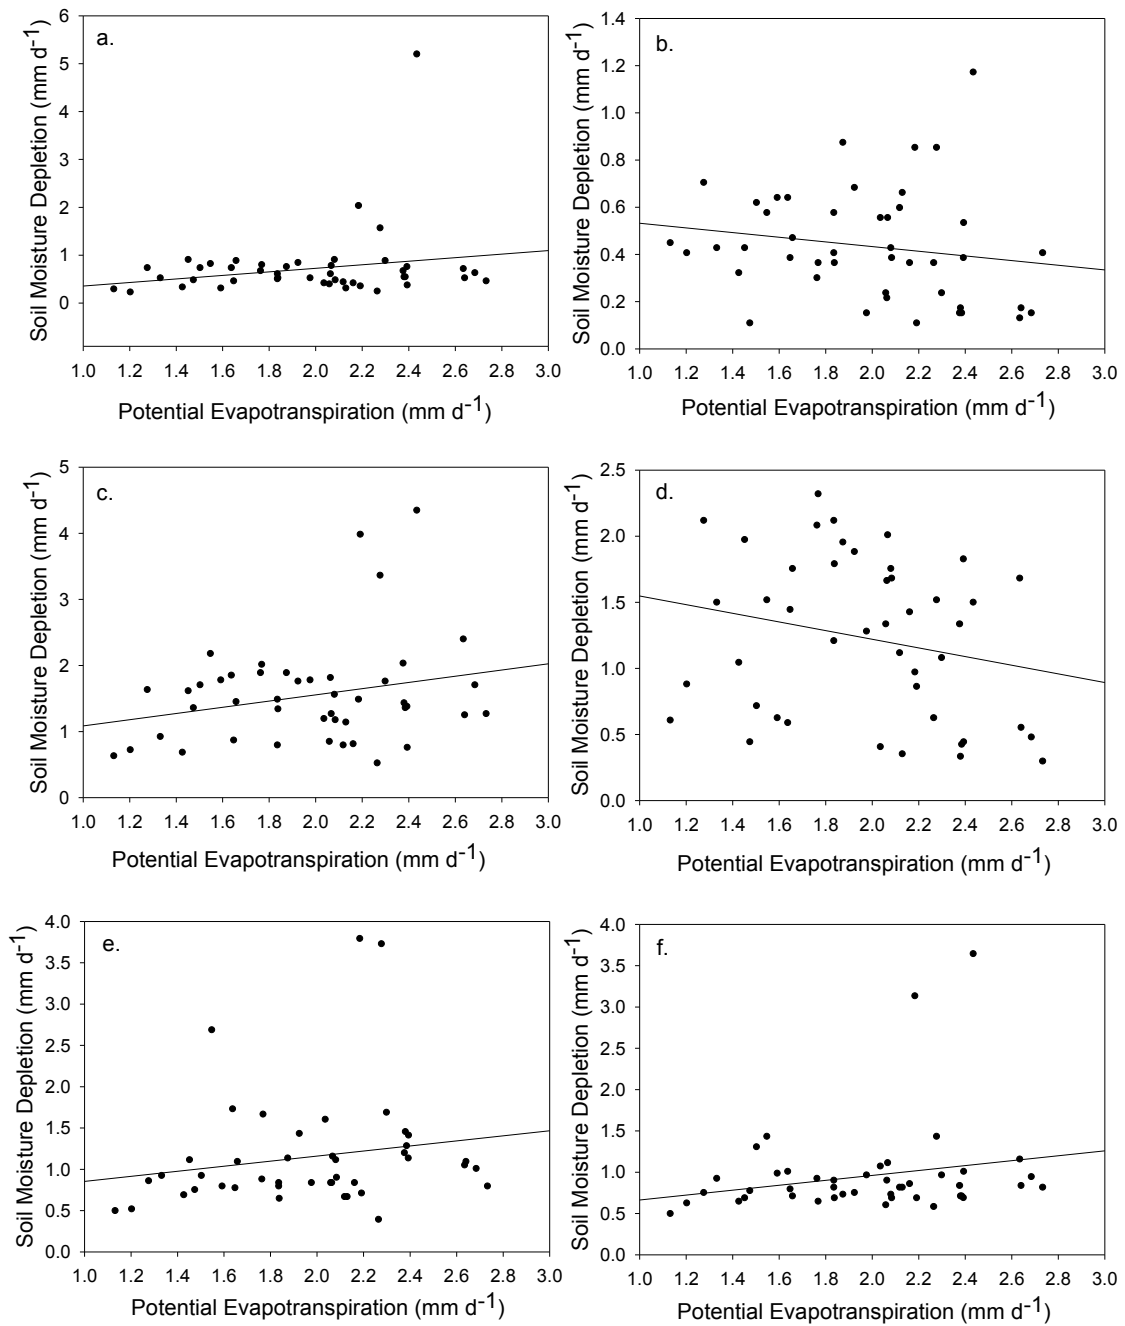 a.
6
5
4
3
2
1
0
Soil Moisture Depletion (mm d-1)
1.0 1.2 1.4 1.6 1.8 2.0 2.2 2.4 2.6 2.8 3.0
Potential Evapotranspiration (mm d-1)
b.
1.4
1.2
1.0
0.8
0.6
0.4
0.2
0.0
Soil Moisture Depletion (mm d-1)
1.0 1.2 1.4 1.6 1.8 2.0 2.2 2.4 2.6 2.8 3.0
Potential Evapotranspiration (mm d-1)
c.
5
4
3
2
1
0
Soil Moisture Depletion (mm d-1)
1.0 1.2 1.4 1.6 1.8 2.0 2.2 2.4 2.6 2.8 3.0
Potential Evapotranspiration (mm d-1)
d.
2.5
2.0
1.5
1.0
0.5
0.0
Soil Moisture Depletion (mm d-1)
1.0 1.2 1.4 1.6 1.8 2.0 2.2 2.4 2.6 2.8 3.0
Potential Evapotranspiration (mm d-1)
e.
4.0
3.5
3.0
2.5
2.0
1.5
1.0
0.5
0.0
Soil Moisture Depletion (mm d-1)
1.0 1.2 1.4 1.6 1.8 2.0 2.2 2.4 2.6 2.8 3.0
Potential Evapotranspiration (mm d-1)
f.
4.0
3.5
3.0
2.5
2.0
1.5
1.0
0.5
0.0
Soil Moisture Depletion (mm d-1)
1.0 1.2 1.4 1.6 1.8 2.0 2.2 2.4 2.6 2.8 3.0
Potential Evapotranspiration (mm d-1)